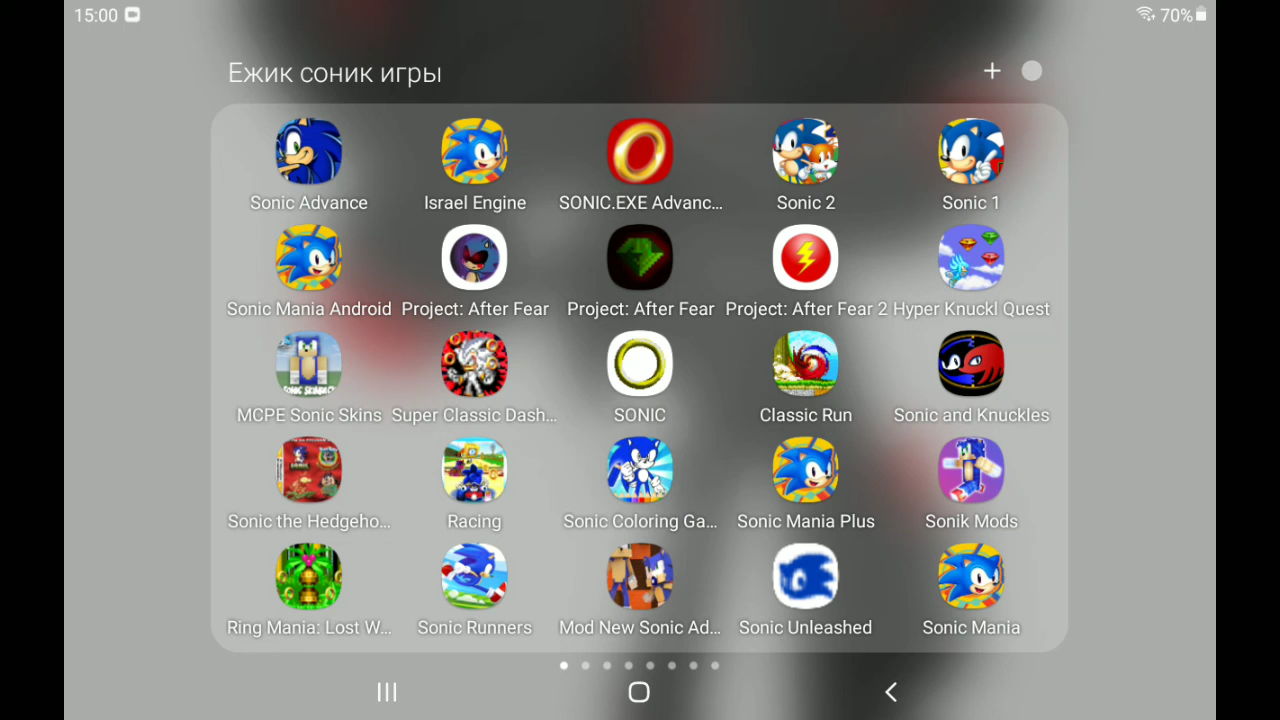 15:00
70%
Ежик соник игры
Sonic Advance
Israel Engine
SONIC.EXE Advanc...
Sonic 2
Sonic 1
Sonic Mania Android
Project: After Fear
Project: After Fear
Project: After Fear 2
Hyper Knuckl Quest
MCPE Sonic Skins
Super Classic Dash...
SONIC
Classic Run
Sonic and Knuckles
Sonic the Hedgeho...
Racing
Sonic Coloring Ga...
Sonic Mania Plus
Sonik Mods
Ring Mania: Lost W...
Sonic Runners
Mod New Sonic Ad...
Sonic Unleashed
Sonic Mania